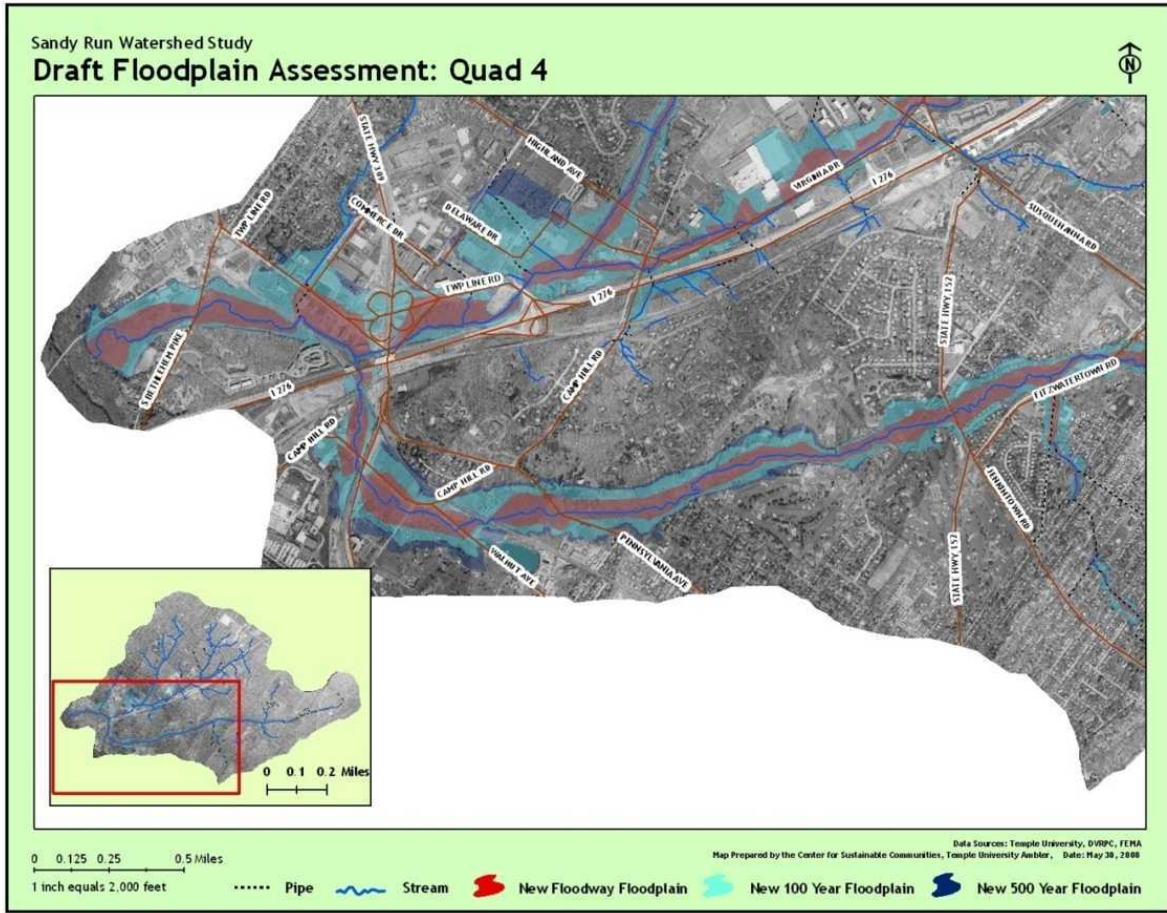 Sandy Run Watershed Study
Draft Floodplain Assessment: Quad 4
N
STATE HWY 309
HIGHLAND AVE
TWP LINE RD
COMMERCE DR
DELAWARE DR
VIRGINIA DR
I 276
SUSQUEHANNA RD
TWP LINE RD
I 276
STATE HWY 152
S BETHLEHEM PIKE
I 276
CAMP HILL RD
FITZWATERTOWN RD
CAMP HILL RD
CAMP HILL RD
JENKINTOWN RD
WALNUT AVE
PENNSYLVANIA AVE
STATE HWY 152
0 0.1 0.2 Miles
Data Sources: Temple University, DVRPC, FEMA
Map Prepared by the Center for Sustainable Communities, Temple University Ambler, Date: May 30, 2008
0 0.125 0.25 0.5 Miles
1 inch equals 2,000 feet
Pipe Stream New Floodway Floodplain New 100 Year Floodplain New 500 Year Floodplain